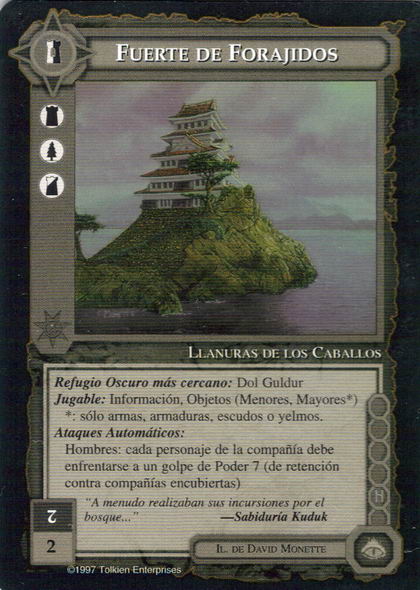 FUERTE DE FORAJIDOS
LLANURAS DE LOS CABALLOS
Refugio Oscuro más cercano: Dol Guldur
Jugable: Información, Objetos (Menores, Mayores*)
*: sólo armas, armaduras, escudos o yelmos.
Ataques Automáticos:
Hombres: cada personaje de la compañía debe
enfrentarse a un golpe de Poder 7 (de retención
contra compañías encubiertas)
"A menudo realizaban sus incursiones por el
bosque..." —Sabiduría Kuduk
2
2
IL. DE DAVID MONETTE
©1997 Tolkien Enterprises